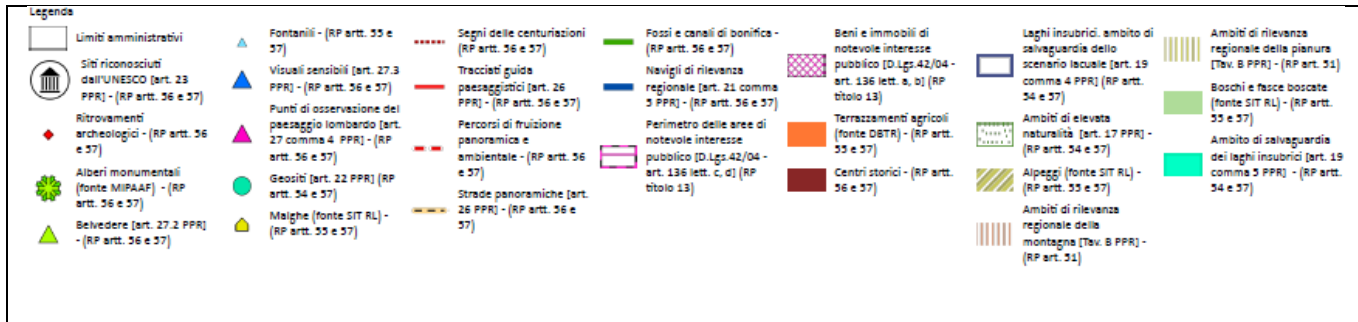 Legenda
Limiti amministrativi
Siti riconosciuti
dall'UNESCO [art. 23
PPR] - (RP artt. 56 e 57)
Ritrovamenti
archeologici - (RP artt. 56
e 57)
Alberi monumentali
(fonte MIPAAF) - (RP
artt. 56 e 57)
Belvedere [art. 27.2 PPR]
- (RP artt. 56 e 57)
Fontanili - (RP artt. 55 e
57)
Visuali sensibili [art. 27.3
PPR] - (RP artt. 56 e 57)
Punti di osservazione del
paesaggio lombardo [art.
27 comma 4 PPR] - (RP
artt. 56 e 57)
Geositi [art. 22 PPR] (RP
artt. 54 e 57)
Malghe (fonte SIT RL) -
(RP artt. 55 e 57)
Segni delle centuriazioni
(RP artt. 56 e 57)
Tracciati guida
paesaggistici [art. 26
PPR] - (RP artt. 56 e 57)
Percorsi di fruizione
panoramica e
ambientale - (RP artt. 56
e 57)
Strade panoramiche [art.
26 PPR] - (RP artt. 56 e
57)
Fossi e canali di bonifica -
(RP artt. 56 e 57)
Navigli di rilevanza
regionale [art. 21 comma
5 PPR] - (RP artt. 56 e 57)
Perimetro delle aree di
notevole interesse
pubblico [D.Lgs.42/04 -
art. 136 lett. c, d] (RP
titolo 13)
Beni e immobili di
notevole interesse
pubblico [D.Lgs.42/04 -
art. 136 lett. a, b] (RP
titolo 13)
Terrazzamenti agricoli
(fonte DBTR) - (RP artt.
55 e 57)
Centri storici - (RP artt.
56 e 57)
Laghi insubrici. ambito di
salvaguardia dello
scenario lacuale [art. 19
comma 4 PPR] (RP artt.
54 e 57)
Ambiti di elevata
naturalità [art. 17 PPR] -
(RP artt. 54 e 57)
Alpeggi (fonte SIT RL) -
(RP artt. 55 e 57)
Ambiti di rilevanza
regionale della
montagna [Tav. B PPR] -
(RP art. 51)
Ambiti di rilevanza
regionale della pianura
[Tav. B PPR] - (RP art. 51)
Boschi e fasce boscate
(fonte SIT RL) - (RP artt.
55 e 57)
Ambito di salvaguardia
dei laghi insubrici [art. 19
comma 5 PPR] - (RP artt.
54 e 57)